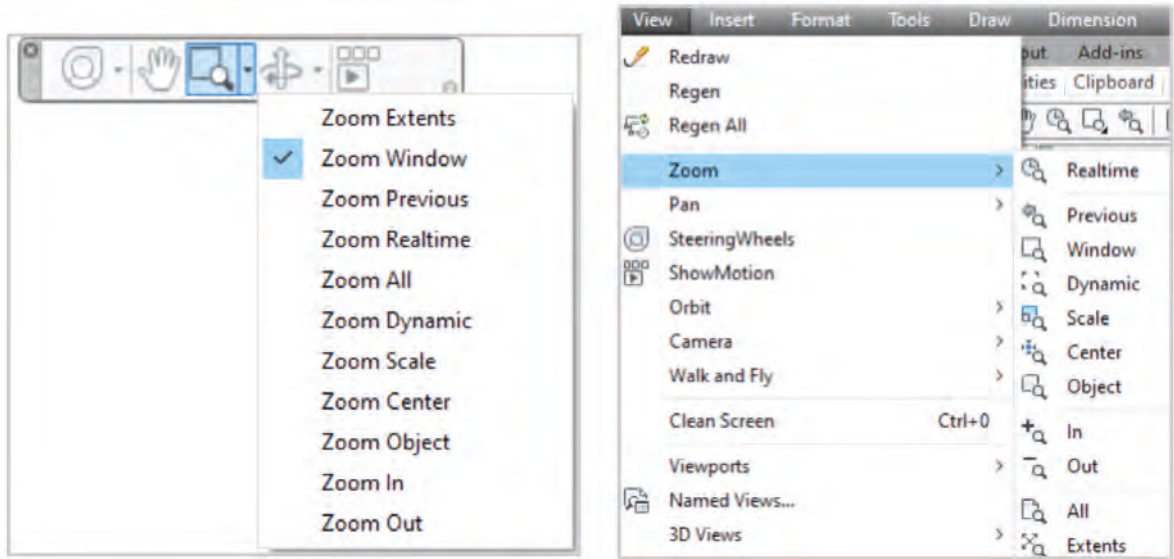 Zoom Extents
Zoom Window
Zoom Previous
Zoom Realtime
Zoom All
Zoom Dynamic
Zoom Scale
Zoom Center
Zoom Object
Zoom In
Zoom Out
View Insert Format Tools Draw Dimension
Redraw
Regen
Regen All
Zoom
Pan
SteeringWheels
ShowMotion
Orbit
Camera
Walk and Fly
Clean Screen Ctrl+0
Viewports
Named Views...
3D Views
put Add-ins
ities Clipboard
Realtime
Previous
Window
Dynamic
Scale
Center
Object
In
Out
All
Extents